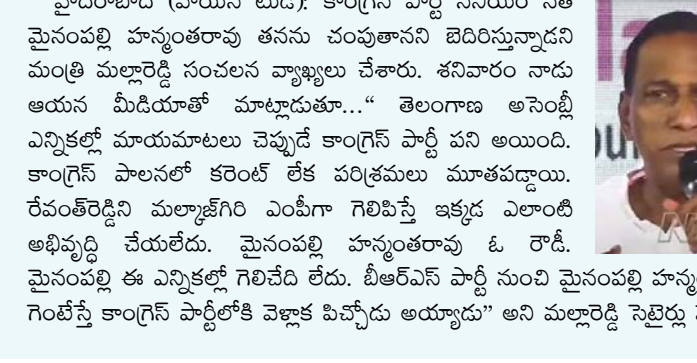 హైదరాబాద్ (వాయిస్ టుడే): కాంగ్రెస్ పార్టీ సీనియర్ నేత
మైనంపల్లి హన్మంతరావు తనను చంపుతానని బెదిరిస్తున్నాడని
మంత్రి మల్లారెడ్డి సంచలన వ్యాఖ్యలు చేశారు. శనివారం నాడు
ఆయన మీడియాతో మాట్లాడుతూ...“ తెలంగాణ అసెంబ్లీ
ఎన్నికల్లో మాయమాటలు చెప్పుడే కాంగ్రెస్ పార్టీ పని అయింది.
కాంగ్రెస్ పాలనలో కరెంట్ లేక పరిశ్రమలు మూతపడ్డాయి.
రేవంత్‌రెడ్డిని మల్కాజ్‌గిరి ఎంపీగా గెలిపిస్తే ఇక్కడ ఎలాంటి
అభివృద్ధి చేయలేదు. మైనంపల్లి హన్మంతరావు ఓ రౌడీ.
మైనంపల్లి ఈ ఎన్నికల్లో గెలిచేది లేదు. బీఆర్ఎస్ పార్టీ నుంచి మైనంపల్లి
గెంటేస్తే కాంగ్రెస్ పార్టీలోకి వెళ్లాక పిచ్చోడు అయ్యాడు” అని మల్లారెడ్డి సెటైర్లు